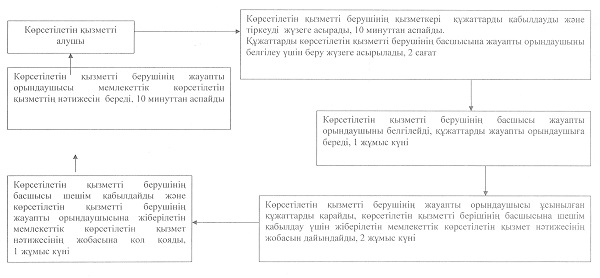 Көрсетілетін қызметті
алушы
Көрсетілетін қызметті берушінің қызметкері құжаттарды қабылдауды және
тіркеуді жүзеге асырады, 10 минуттан аспайды.
Құжаттарды көрсетілетін қызметті берушінің басшысына жауапты орындаушыны
белгілеу үшін беру жүзеге асырылады, 2 сағат
Көрсетілетін қызметті берушінің жауапты
орындаушысы мемлекеттік көрсетілетін
қызметтің нәтижесін береді, 10 минуттан аспайды
Көрсетілетін қызметті берушінің басшысы жауапты
орындаушыны белгілейді, құжаттарды жауапты орындаушыға
береді, 1 жұмыс күні
Көрсетілетін қызметті берушінің
басшысы шешім қабылдайды және
көрсетілетін қызметті берушінің
жауапты орындаушысына жіберілетін
мемлекеттік көрсетілетін қызмет
нәтижесінің жобасына қол қояды,
1 жұмыс күні
Көрсетілетін қызметті берушінің жауапты орындаушысы ұсынылған
құжаттарды қарайды, көрсетілетін қызметті берішінің басшысына шешім
қабылдау үшін жіберілетін мемлекеттік көрсетілетін қызмет нәтижесінің
жобасын дайындайды, 2 жұмыс күні